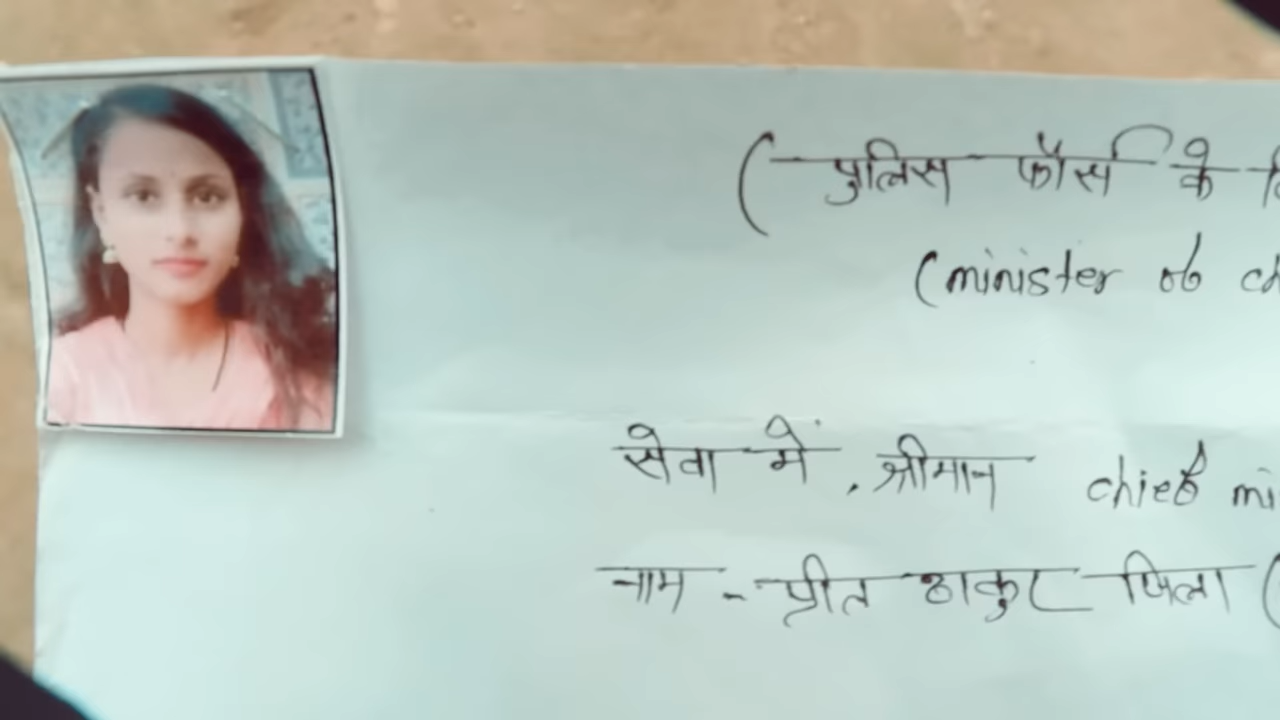 ( पुलिस फोर्स के
(minister of
सेवा में , श्रीमान chief
नाम - प्रीत ठाकुर जिला (